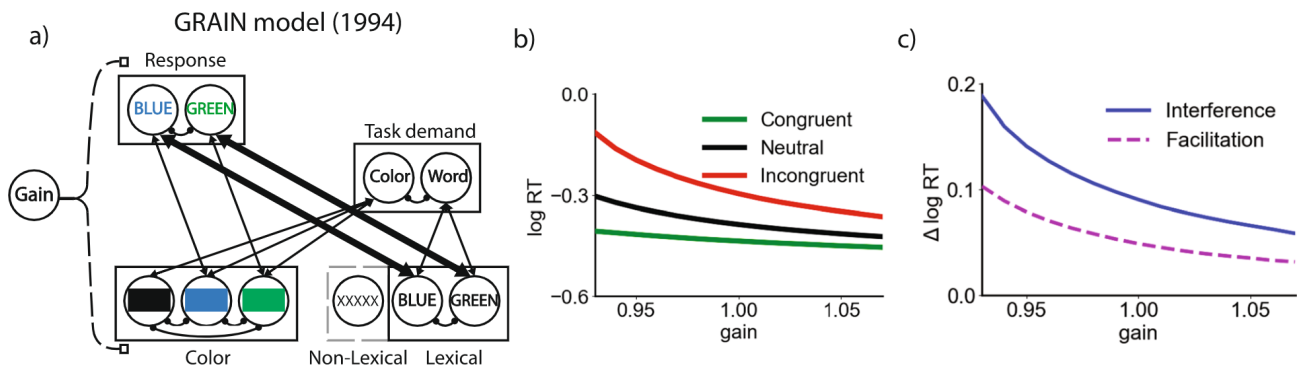 GRAIN model (1994)
a)
Response
BLUE GREEN
Task demand
Color Word
Gain
XXXXX
BLUE GREEN
Color
Non-Lexical
Lexical
b)
0.0
−0.3
−0.6
log RT
Congruent
Neutral
Incongruent
0.95 1.00 1.05
gain
c)
0.2
0.1
0.0
Δ log RT
Interference
Facilitation
0.95 1.00 1.05
gain